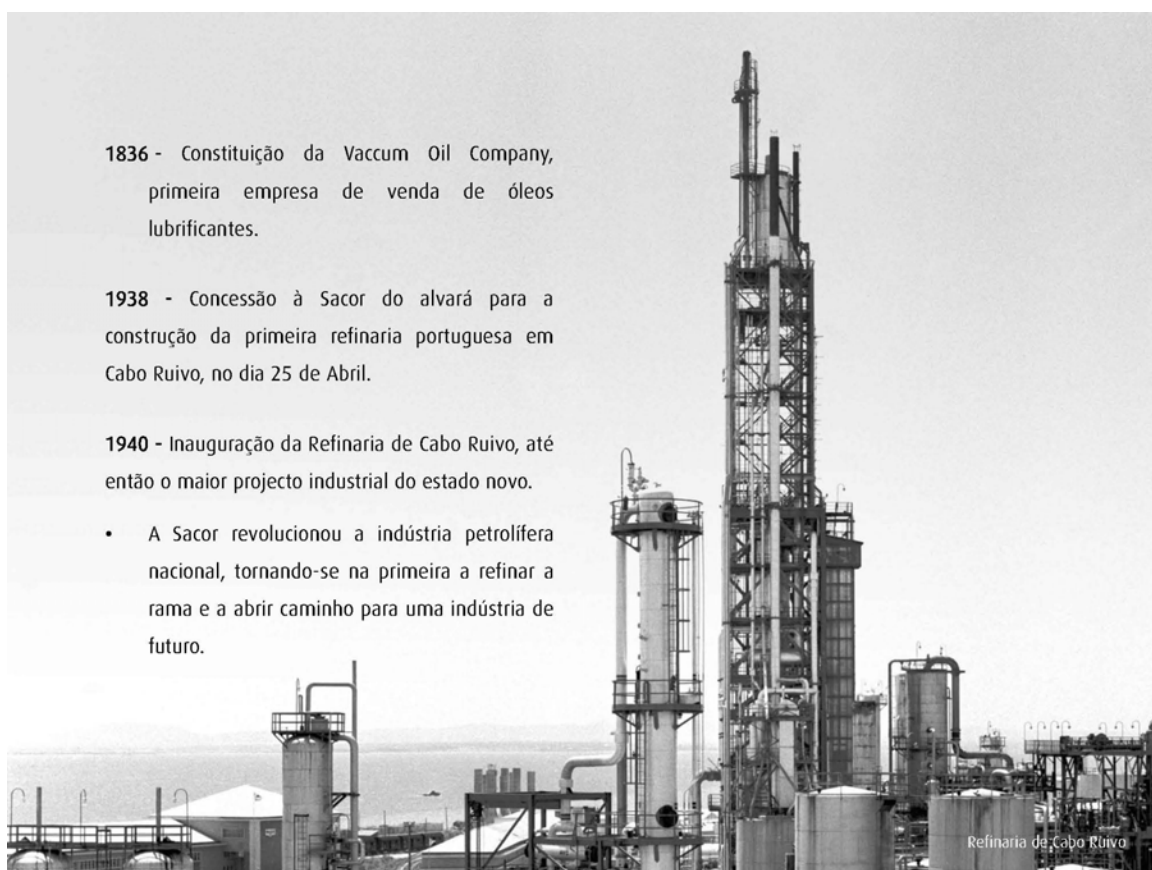 1836 - Constituição da Vaccum Oil Company,
primeira empresa de venda de óleos
lubrificantes.
1938 - Concessão à Sacor do alvará para a
construção da primeira refinaria portuguesa em
Cabo Ruivo, no dia 25 de Abril.
1940 - Inauguração da Refinaria de Cabo Ruivo, até
então o maior projecto industrial do estado novo.
• A Sacor revolucionou a indústria petrolífera
nacional, tornando-se na primeira a refinar a
rama e a abrir caminho para uma indústria de
futuro.
Refinaria de Cabo Ruivo